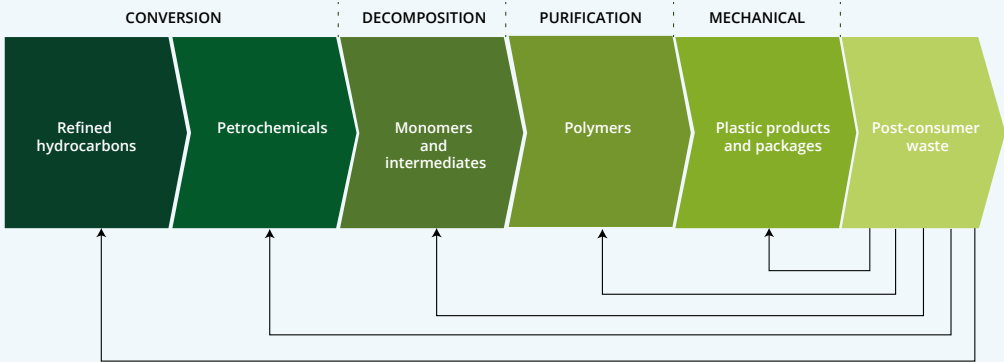 CONVERSION
DECOMPOSITION
PURIFICATION
MECHANICAL
Refined
hydrocarbons
Petrochemicals
Monomers
and
intermediates
Polymers
Plastic products
and packages
Post-consumer
waste